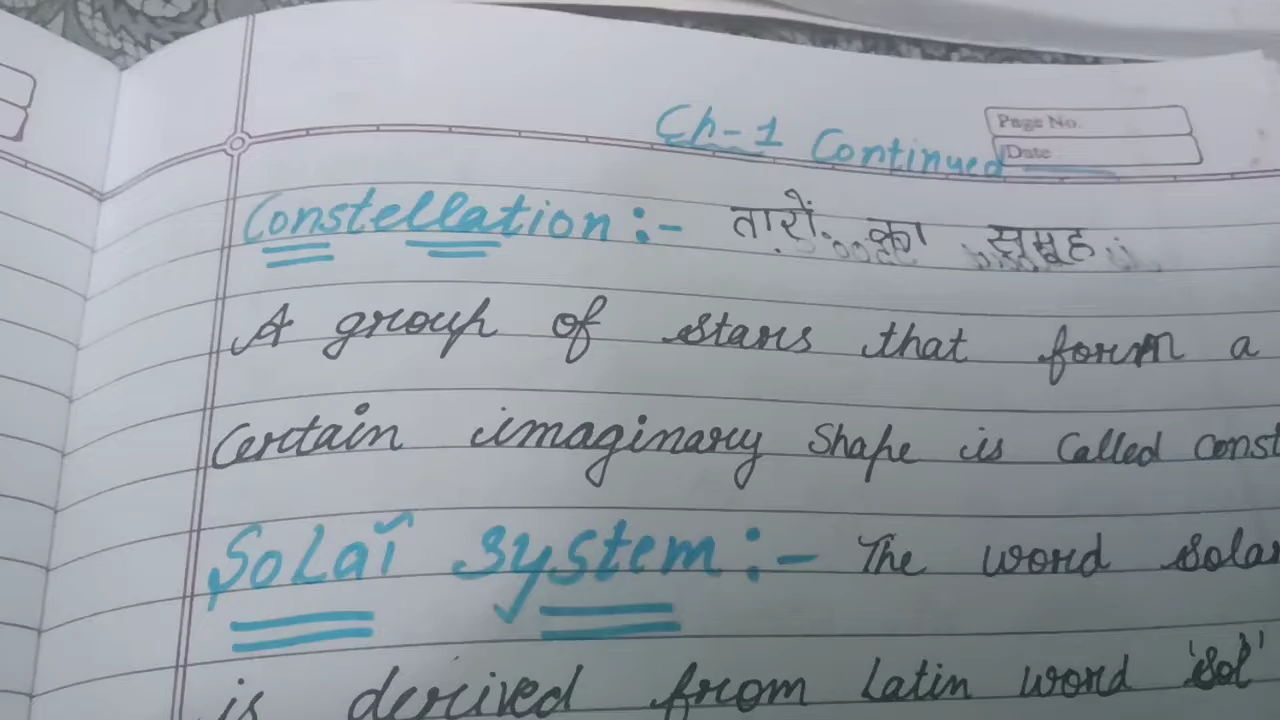 Ch-1 Continued
Page No.
Date
Constellation :- तारों का समूह
A group of stars that form a
certain imaginary shape is called const
Solar System :- The word solar
is derived from Latin word 'Sol'